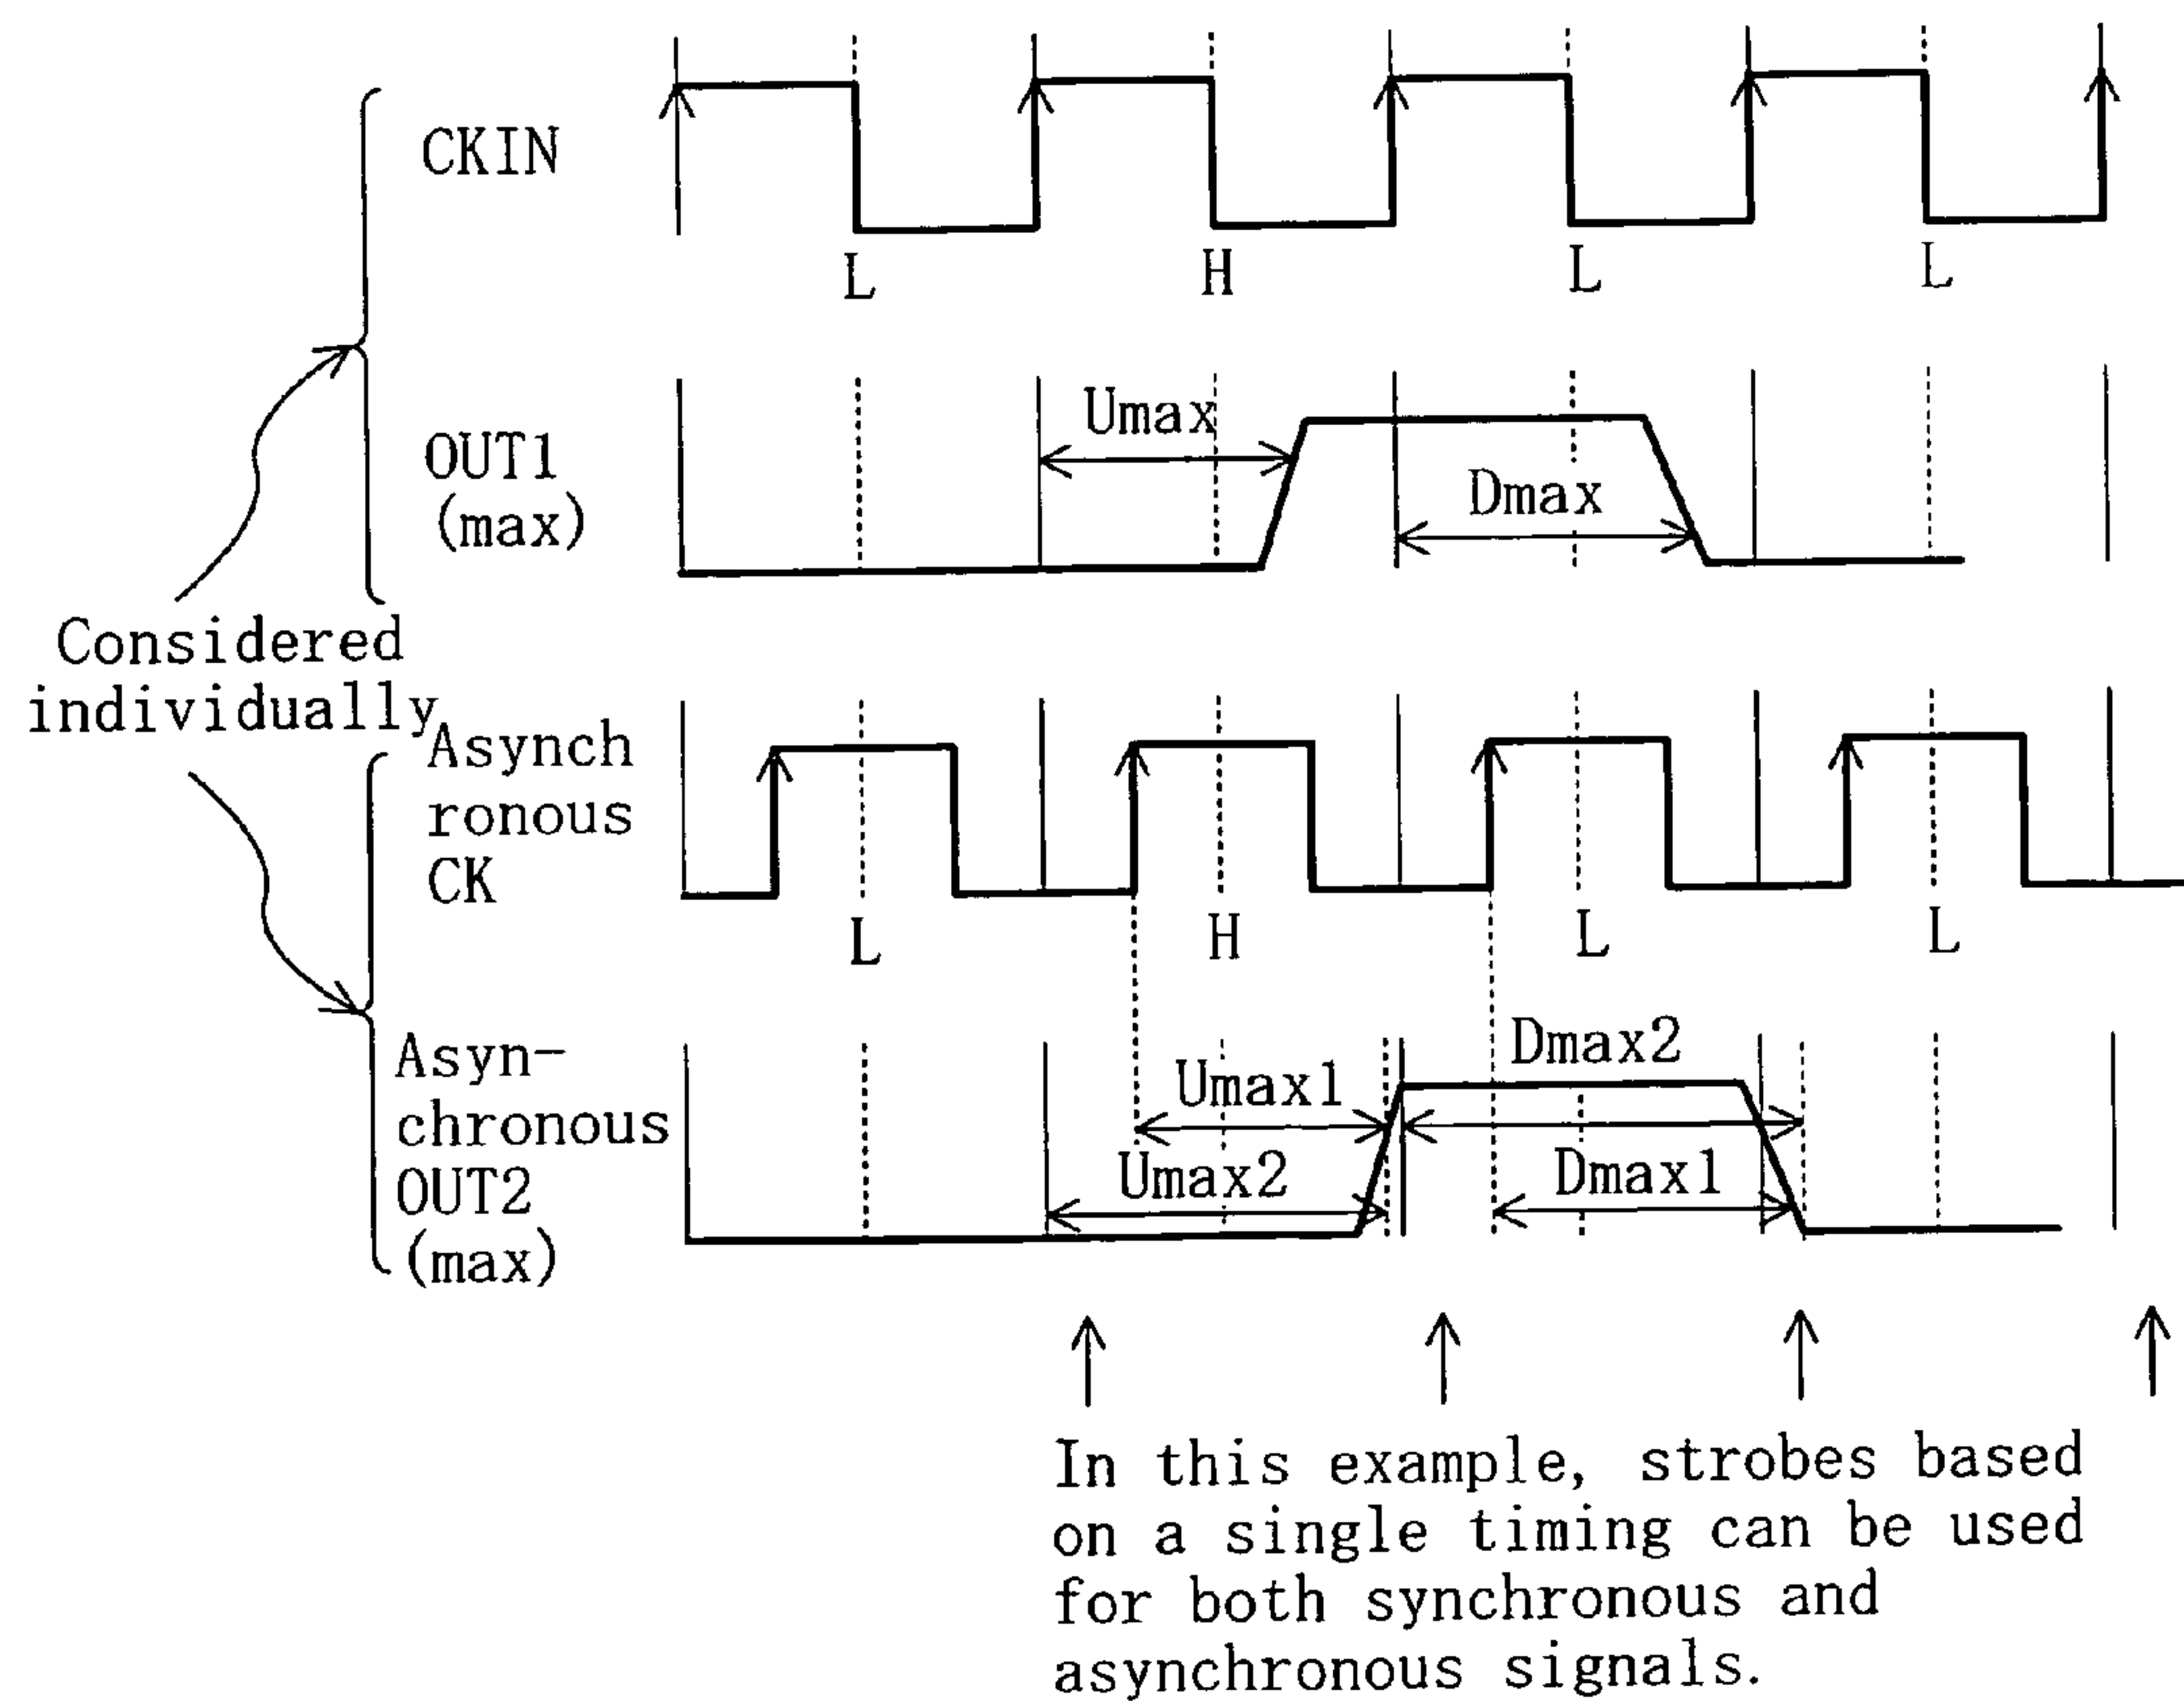 CKIN
L H L L
OUT1
(max)
Umax
Dmax
Considered
individually
Asynch
ronous
CK
L H L L
Asyn-
chronous
OUT2
(max)
Umax1
Dmax2
Umax2
Dmax1
In this example, strobes based
on a single timing can be used
for both synchronous and
asynchronous signals.